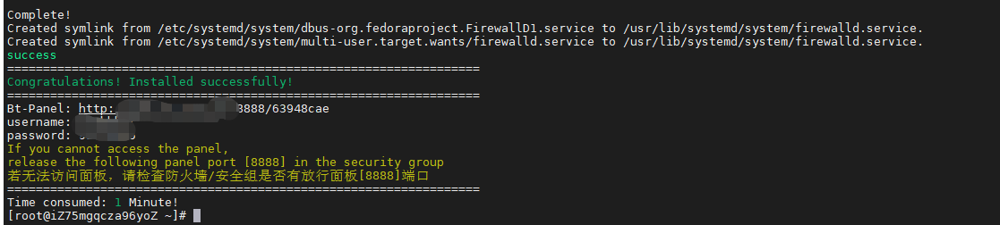 Complete!
Created symlink from /etc/systemd/system/dbus-org.fedoraproject.FirewallD1.service to /usr/lib/systemd/system/firewalld.service.
Created symlink from /etc/systemd/system/multi-user.target.wants/firewalld.service to /usr/lib/systemd/system/firewalld.service.
success
==================================================================
Congratulations! Installed successfully!
==================================================================
Bt-Panel: http: 8888/63948cae
username:
password:
If you cannot access the panel,
release the following panel port [8888] in the security group
若无法访问面板，请检查防火墙/安全组是否有放行面板[8888]端口
==================================================================
Time consumed: 1 Minute!
[root@iZ75mgqcza96yoZ ~]#